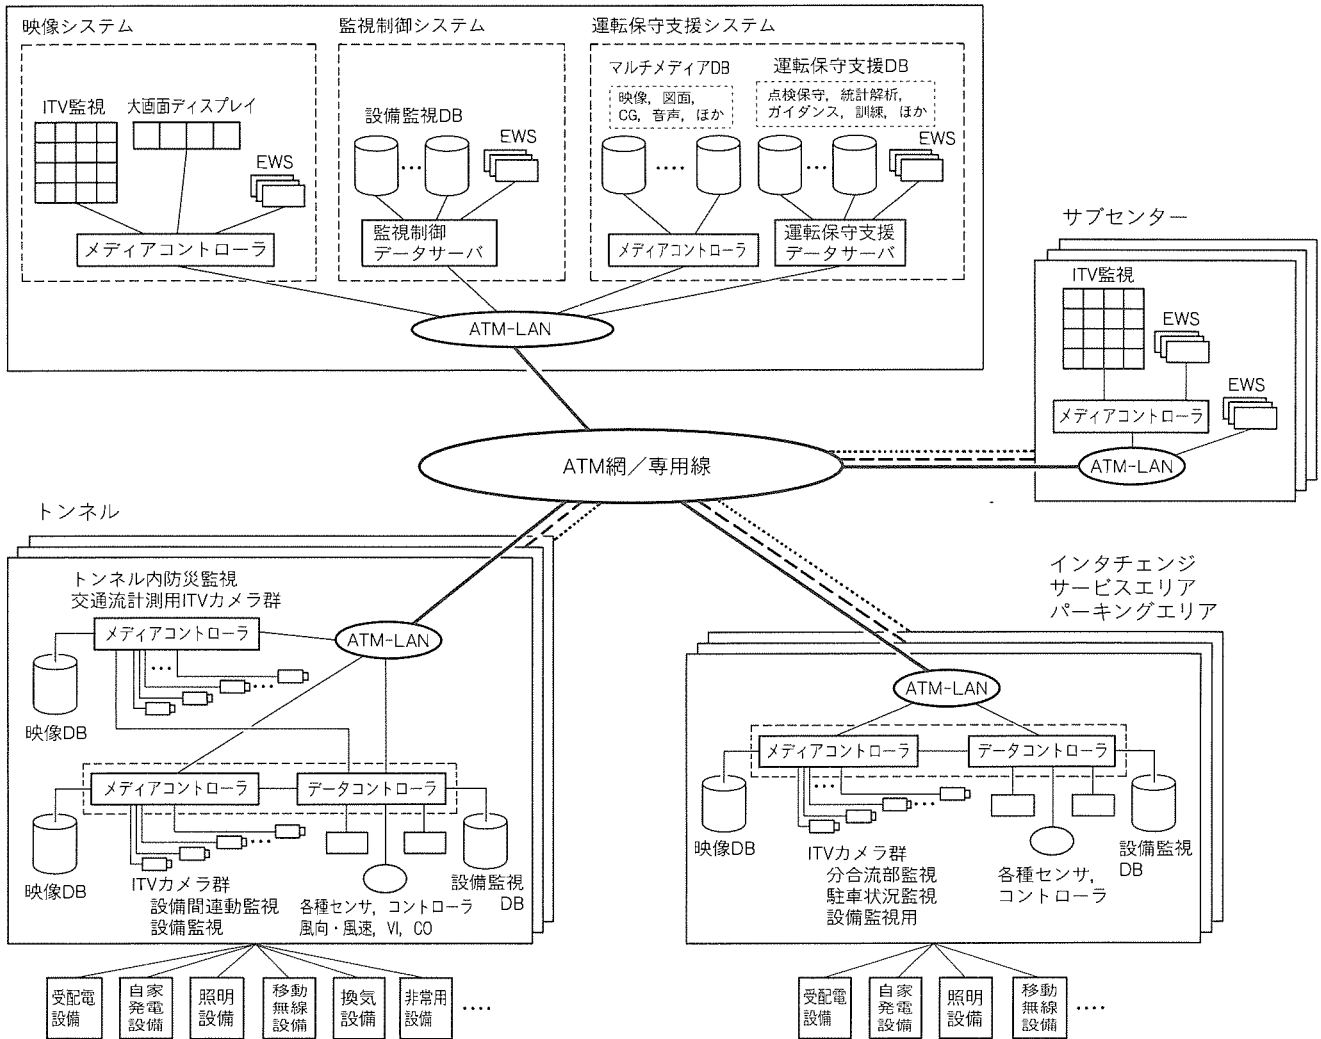 映像システム
ITV監視
大画面ディスプレイ
EWS
メディアコントローラ
監視制御システム
設備監視DB
EWS
監視制御
データサーバ
運転保守支援システム
マルチメディアDB
映像，図面，
CG，音声，ほか
運転保守支援DB
点検保守，統計解析，
ガイダンス，訓練，ほか
EWS
メディアコントローラ
運転保守支援
データサーバ
ATM-LAN
サブセンター
ITV監視
EWS
EWS
メディアコントローラ
ATM-LAN
ATM網／専用線
トンネル
トンネル内防災監視
交通流計測用ITVカメラ群
メディアコントローラ
ATM-LAN
映像DB
メディアコントローラ
データコントローラ
映像DB
ITVカメラ群
設備間連動監視
設備監視
各種センサ，コントローラ
風向・風速，VI，CO
設備監視
DB
受配電
設備
自家
発電
設備
照明
設備
移動
無線
設備
換気
設備
非常用
設備
インタチェンジ
サービスエリア
パーキングエリア
ATM-LAN
メディアコントローラ
データコントローラ
映像DB
ITVカメラ群
分合流部監視
駐車状況監視
設備監視用
各種センサ，
コントローラ
設備監視
DB
受配電
設備
自家
発電
設備
照明
設備
移動
無線
設備